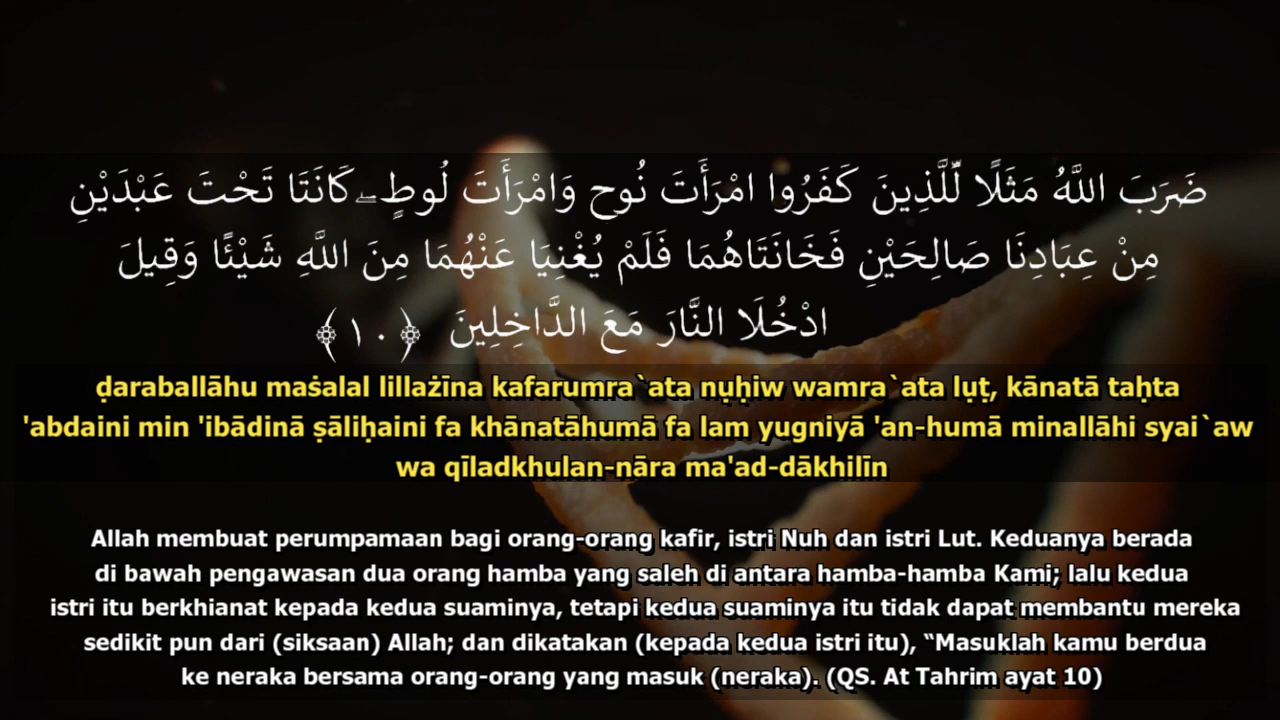 ضَرَبَ اللَّهُ مَثَلًا لِّلَّذِينَ كَفَرُوا امْرَأَتَ نُوحٍ وَامْرَأَتَ لُوطٍ ۖ كَانَتَا تَحْتَ عَبْدَيْنِ
مِنْ عِبَادِنَا صَالِحَيْنِ فَخَانَتَاهُمَا فَلَمْ يُغْنِيَا عَنْهُمَا مِنَ اللَّهِ شَيْئًا وَقِيلَ
ادْخُلَا النَّارَ مَعَ الدَّاخِلِينَ ﴿١٠﴾
ḍaraballāhu maṡalal lillażīna kafarumra`ata nụḥiw wamra`ata lụṭ, kānatā taḥta
'abdaini min 'ibādinā ṣāliḥaini fa khānatāhumā fa lam yugniyā 'an-humā minallāhi syai`aw
wa qīladkhulan-nāra ma'ad-dākhilīn
Allah membuat perumpamaan bagi orang-orang kafir, istri Nuh dan istri Lut. Keduanya berada
di bawah pengawasan dua orang hamba yang saleh di antara hamba-hamba Kami; lalu kedua
istri itu berkhianat kepada kedua suaminya, tetapi kedua suaminya itu tidak dapat membantu mereka
sedikit pun dari (siksaan) Allah; dan dikatakan (kepada kedua istri itu), “Masuklah kamu berdua
ke neraka bersama orang-orang yang masuk (neraka). (QS. At Tahrim ayat 10)